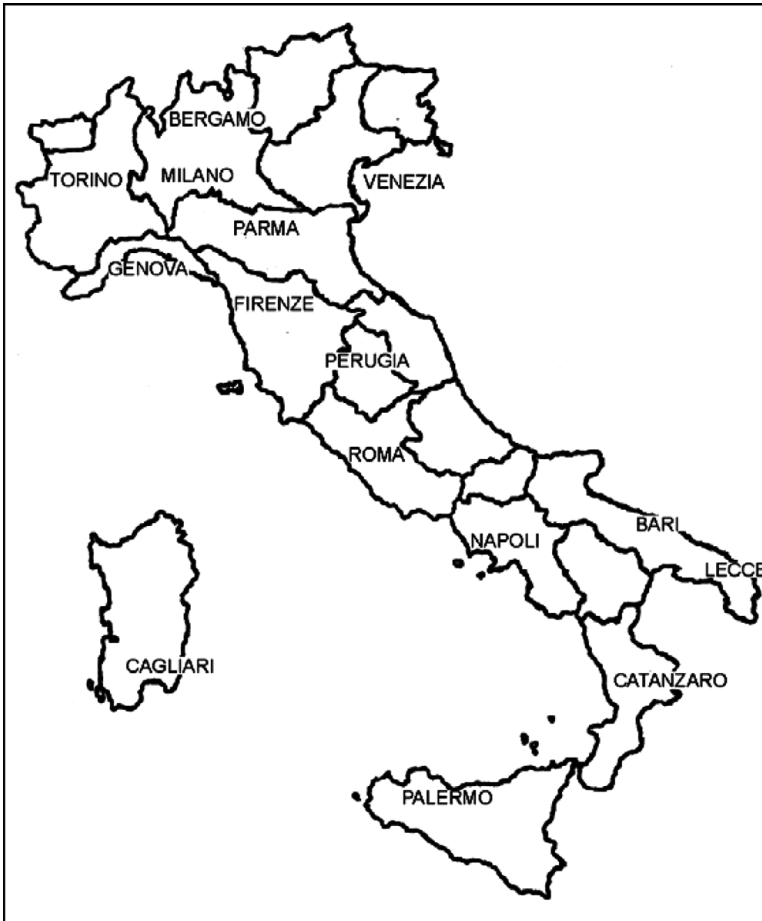 BERGAMO
TORINO
MILANO
VENEZIA
PARMA
GENOVA
FIRENZE
PERUGIA
ROMA
BARI
NAPOLI
LECCE
CAGLIARI
CATANZARO
PALERMO